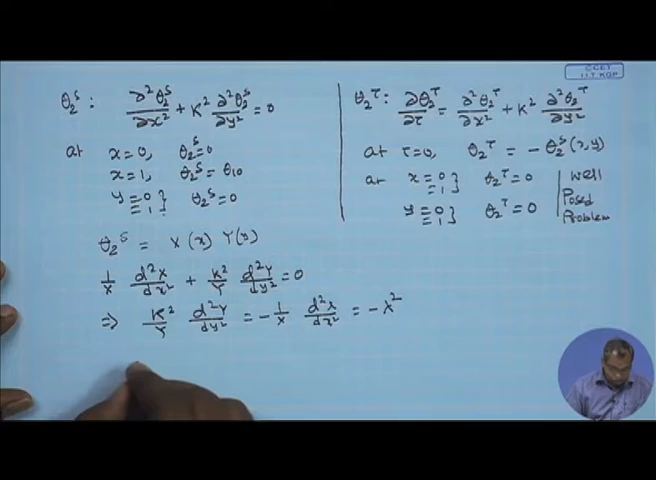 CCET
I.I.T. KGP
θ₂ˢ : ∂²θ₂ˢ/∂x² + K² ∂²θ₂ˢ/∂y² = 0
at x=0, θ₂ˢ=0
x=1, θ₂ˢ = θ₁₀
y = 0 = 1 } θ₂ˢ=0
θ₂ˢ = X(x) Y(y)
1/X d²X/dx² + K²/Y d²Y/dy² = 0
⇒ K²/Y d²Y/dy² = - 1/X d²X/dx² = - λ²
θ₂ᵀ : ∂θ₂ᵀ/∂τ = ∂²θ₂ᵀ/∂x² + K² ∂²θ₂ᵀ/∂y²
at τ=0, θ₂ᵀ = - θ₂ˢ(x,y)
at x = 0 = 1 } θ₂ᵀ = 0
y = 0 = 1 } θ₂ᵀ = 0
well
Posed
Problem